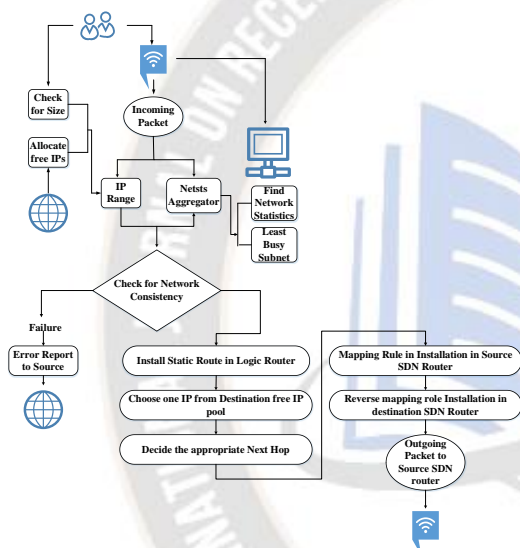 Check
for Size
Allocate
free IPs
Incoming
Packet
IP
Range
Netsts
Aggregator
Find
Network
Statistics
Least
Busy
Subnet
Check for Network
Consistency
Failure
Error Report
to Source
Install Static Route in Logic Router
Choose one IP from Destination free IP
pool
Decide the appropriate Next Hop
Mapping Rule in Installation in Source
SDN Router
Reverse mapping role Installation in
destination SDN Router
Outgoing
Packet to
Source SDN
router
NATIONAL
ON RECE